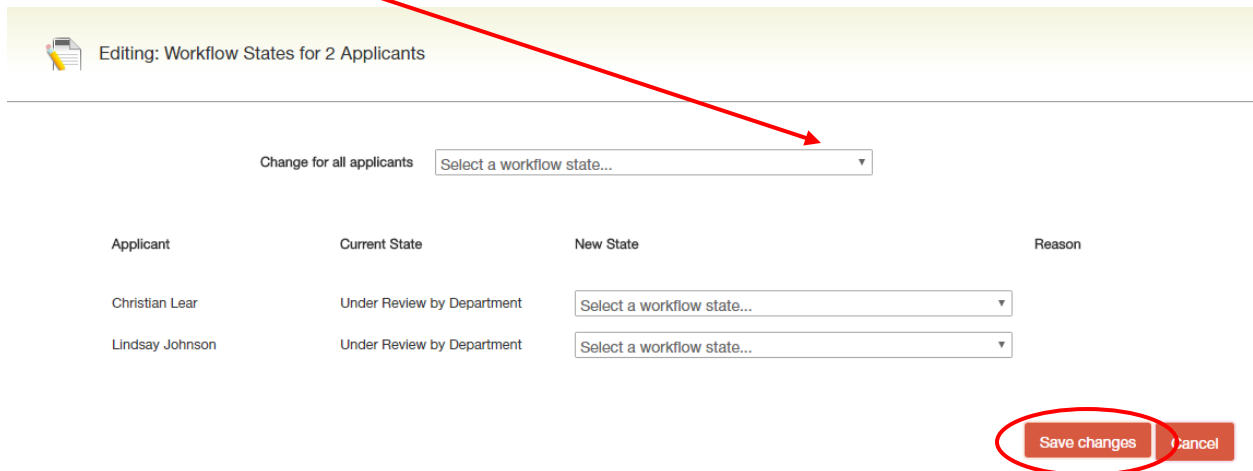 Editing: Workflow States for 2 Applicants
Change for all applicants Select a workflow state...
Applicant Current State New State Reason
Christian Lear Under Review by Department Select a workflow state...
Lindsay Johnson Under Review by Department Select a workflow state...
Save changes Cancel